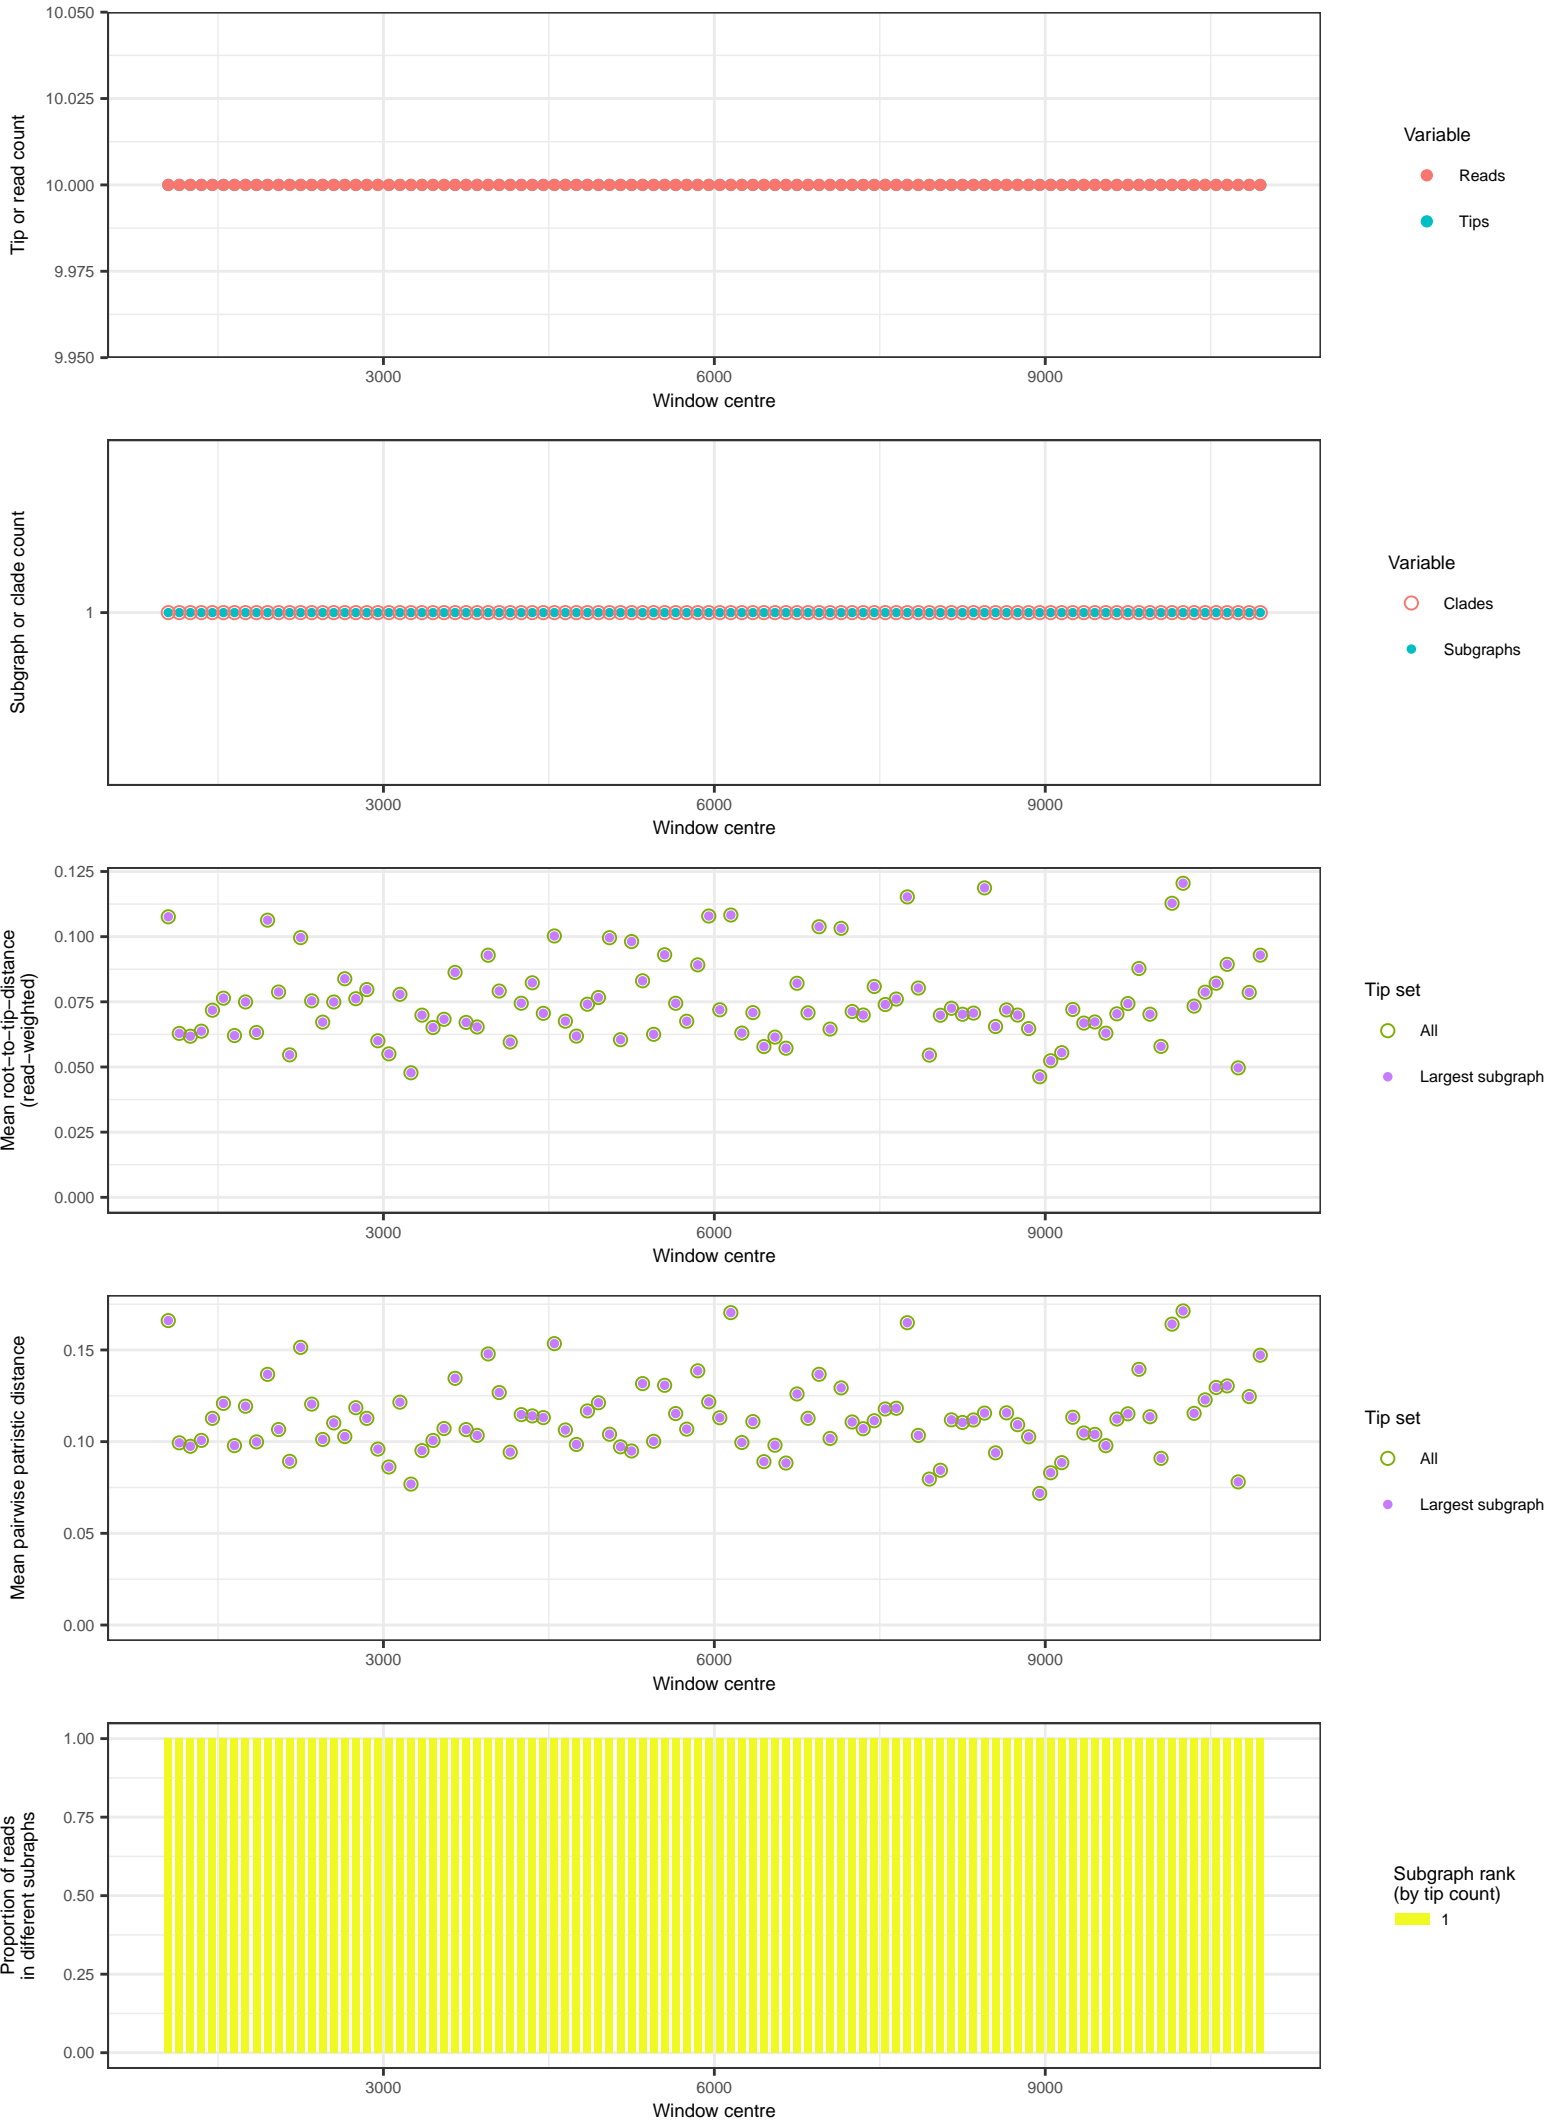 10.050
10.025
10.000
9.975
9.950
Tip or read count
3000
6000
9000
Window centre
Variable
Reads
Tips
1
Subgraph or clade count
3000
6000
9000
Window centre
Variable
Clades
Subgraphs
0.125
0.100
0.075
0.050
0.025
0.000
Mean root−to−tip−distance
(read−weighted)
3000
6000
9000
Window centre
Tip set
All
Largest subgraph
0.15
0.10
0.05
0.00
Mean pairwise patristic distance
3000
6000
9000
Window centre
Tip set
All
Largest subgraph
1.00
0.75
0.50
0.25
0.00
Proportion of reads
in different subraphs
3000
6000
9000
Window centre
Subgraph rank
(by tip count)
1